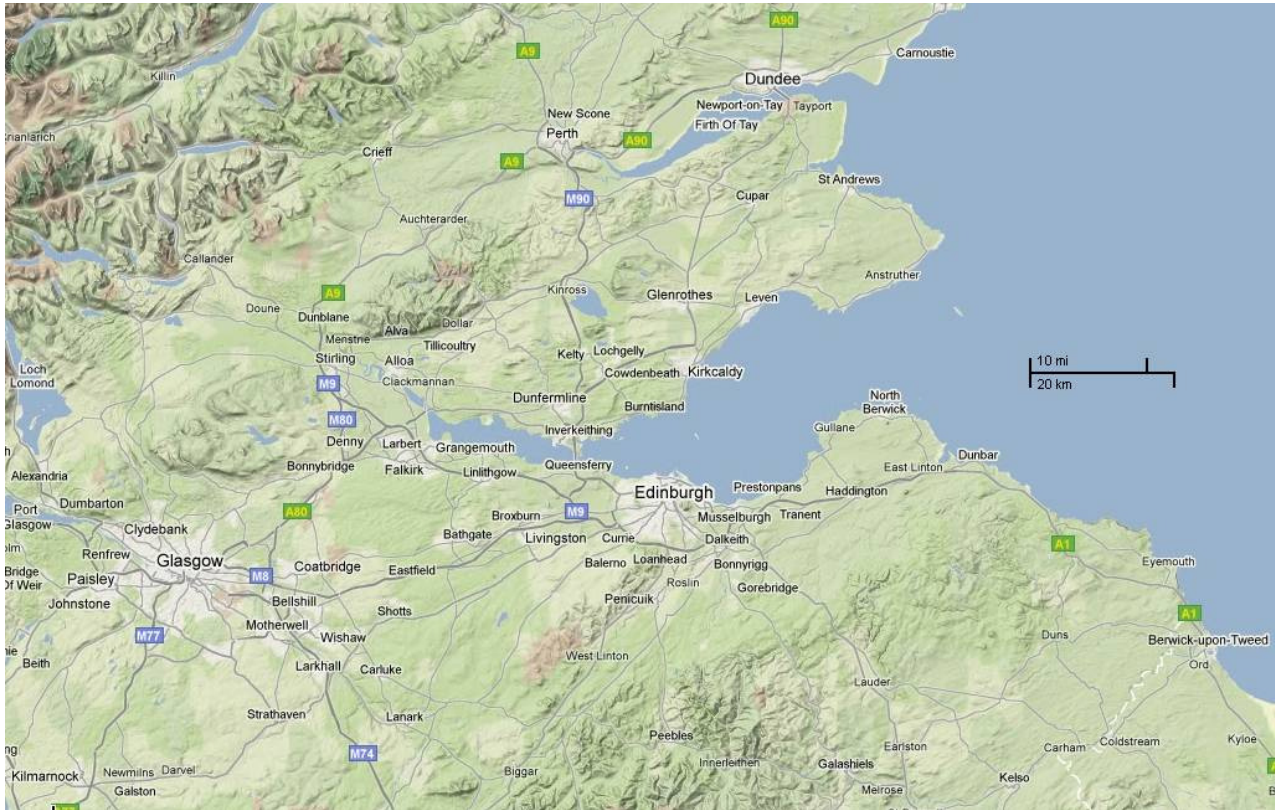 A90
A9
Carnoustie
Killin
Dundee
New Scone
Newport-on-Tay
Tayport
Firth Of Tay
Perth
A90
Crianlarich
Crieff
A9
St Andrews
M90
Cupar
Auchterarder
Callander
Anstruther
A9
Kinross
Glenrothes
Leven
Doune
Dunblane
Dollar
Alva
Menstrie
Tillicoultry
Stirling
Alloa
Kelty
Lochgelly
Loch
Lomond
10 mi
20 km
M9
Clackmannan
Cowdenbeath
Kirkcaldy
Dunfermline
Burntisland
North
Berwick
M80
Inverkeithing
Gullane
Denny
Larbert
Grangemouth
Dunbar
Bonnybridge
Falkirk
Linlithgow
Queensferry
East Linton
Alexandria
Edinburgh
Prestonpans
Haddington
Dumbarton
Port
Glasgow
A80
Broxburn
M9
Musselburgh
Tranent
Clydebank
Bathgate
Livingston
Currie
Dalkeith
A1
Renfrew
Glasgow
Coatbridge
Eastfield
Balerno
Loanhead
Bonnyrigg
Eyemouth
Bridge
Of Weir
Paisley
M8
Roslin
Gorebridge
Johnstone
Bellshill
Shotts
Penicuik
A1
Motherwell
M77
Wishaw
Duns
Berwick-upon-Tweed
Beith
Larkhall
Carluke
West Linton
Ord
Lauder
Strathaven
Lanark
Peebles
Coldstream
Kyloe
M74
Earlston
Carham
Kilmarnock
Newmilns
Darvel
Biggar
Innerleithen
Galashiels
Kelso
Galston
Melrose